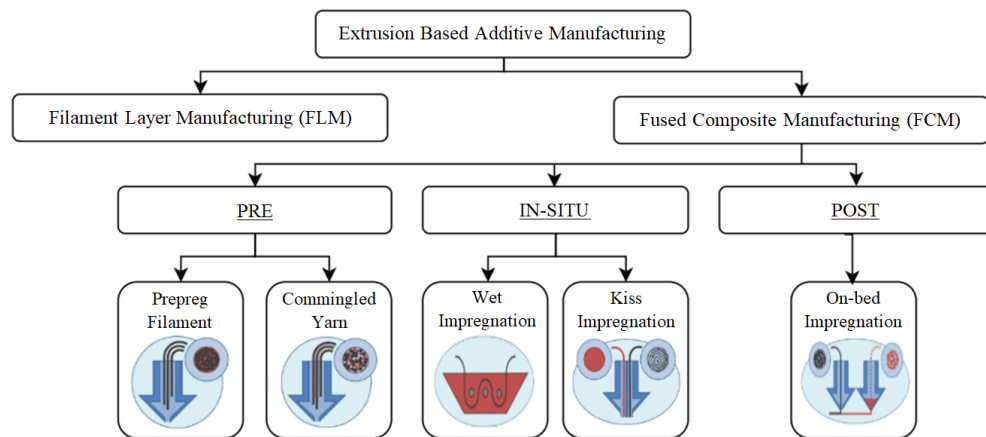 Extrusion Based Additive Manufacturing
Filament Layer Manufacturing (FLM)
Fused Composite Manufacturing (FCM)
PRE
IN-SITU
POST
Prepreg
Filament
Commingled
Yarn
Wet
Impregnation
Kiss
Impregnation
On-bed
Impregnation